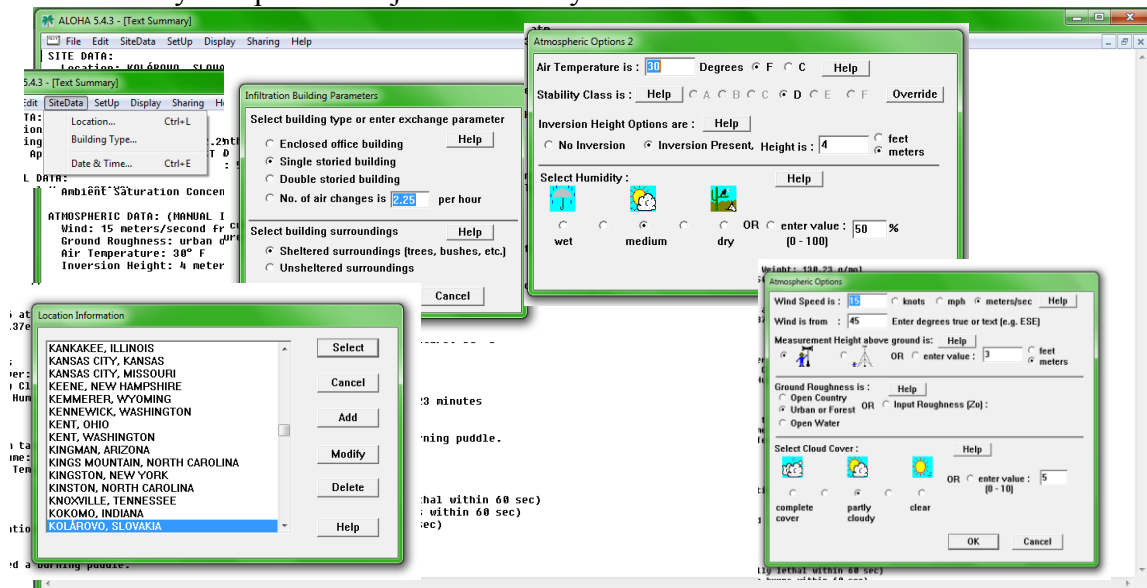 ALOHA 5.4.3 - [Text Summary]
File Edit SiteData SetUp Display Sharing Help
SITE DATA:
5.4.3 - [Text Summary]
SiteData SetUp Display Sharing
Location... Ctrl+L
Building Type...
Date & Time... Ctrl+E
Ambient Saturation Concen
ATMOSPHERIC DATA: (MANUAL I
Wind: 15 meters/second fr
Ground Roughness: urban
Air Temperature: 30° F
Inversion Height: 4 meter
Infiltration Building Parameters
Select building type or enter exchange parameter
Help
Enclosed office building
Single storied building
Double storied building
No. of air changes is 2.25 per hour
Select building surroundings Help
Sheltered surroundings (trees, bushes, etc.)
Unsheltered surroundings
Cancel
Atmospheric Options 2
Air Temperature is : 30 Degrees F C Help
Stability Class is : Help A B C D E F Override
Inversion Height Options are : Help
No Inversion Inversion Present, Height is : 4 feet
meters
Select Humidity : Help
OR enter value : 50 %
wet medium dry (0 - 100)
Location Information
KANKAKEE, ILLINOIS
KANSAS CITY, KANSAS
KANSAS CITY, MISSOURI
KEENE, NEW HAMPSHIRE
KEMMERER, WYOMING
KENNEWICK, WASHINGTON
KENT, OHIO
KENT, WASHINGTON
KINGMAN, ARIZONA
KINGS MOUNTAIN, NORTH CAROLINA
KINGSTON, NEW YORK
KINSTON, NORTH CAROLINA
KNOXVILLE, TENNESSEE
KOKOMO, INDIANA
KOLÁROVO, SLOVAKIA
Select
Cancel
Add
Modify
Delete
Help
23 minutes
rning puddle.
hal within 60 sec)
within 60 sec)
sec)
Atmospheric Options
Wind Speed is : 15 knots mph meters/sec Help
Wind is from : 45 Enter degrees true or text (e.g. ESE)
Measurement Height above ground is: Help
OR enter value : 3 feet
meters
Ground Roughness is : Help
Open Country
Urban or Forest OR Input Roughness (Zo) :
Open Water
Select Cloud Cover : Help
OR enter value : 5
(0 - 10)
complete cover partly cloudy clear
OK Cancel
lly lethal within 60 sec)